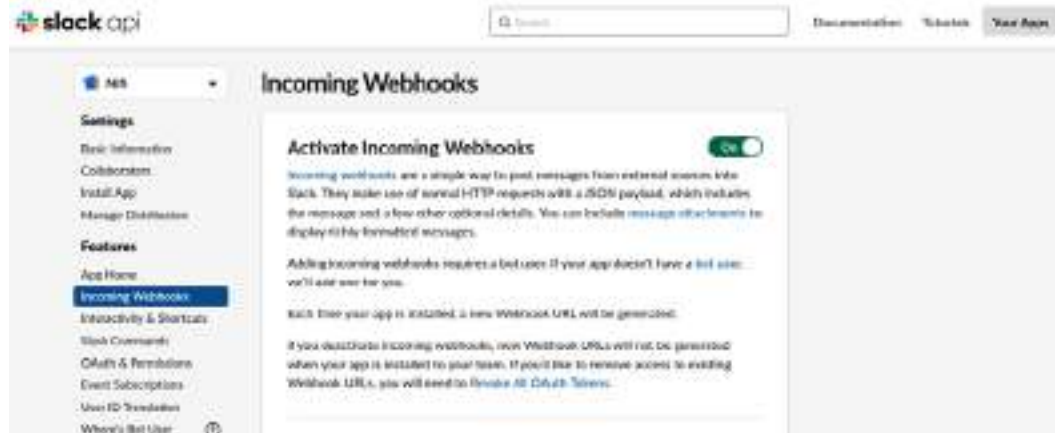 slack api
Search
Documentation Tutorials Your Apps
Incoming Webhooks
Settings
Basic Information
Collaborators
Install App
Manage Distribution
Features
App Home
Incoming Webhooks
Interactivity & Shortcuts
Slash Commands
OAuth & Permissions
Event Subscriptions
User ID Translation
Where's Bot User
Activate Incoming Webhooks
On
Incoming webhooks are a simple way to post messages from external sources into
Slack. They make use of normal HTTP requests with a JSON payload, which includes
the message and a few other optional details. You can include message attachments to
display richly formatted messages.
Adding incoming webhooks requires a bot user. If your app doesn't have a bot user,
we'll add one for you.
Each time your app is installed, a new Webhook URL will be generated.
If you deactivate incoming webhooks, new Webhook URLs will not be generated
when your app is installed to your team. If you'd like to remove access to existing
Webhook URLs, you will need to Revoke All OAuth Tokens.